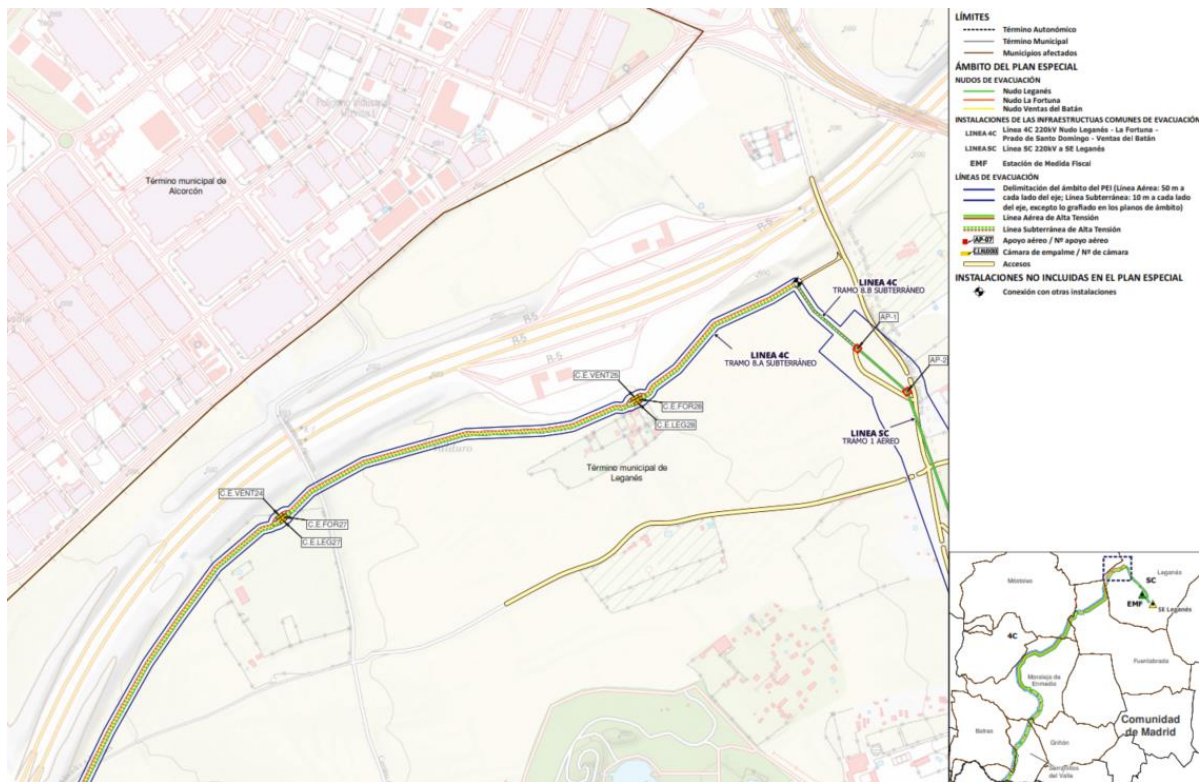 Término municipal de
Alcorcón
R-5
R-5
R-5
R-5
LINEA 4C
TRAMO 8.B SUBTERRÁNEO
AP-1
LINEA 4C
TRAMO 8.A SUBTERRÁNEO
AP-2
C.E.FOR28
C.E.LEG28
LINEA SC
TRAMO 1 AÉREO
Término municipal de
Leganés
C.E.VENT24
C.E.FOR27
C.E.LEG27
LÍMITES
Término Autonómico
Término Municipal
Municipios afectados
ÁMBITO DEL PLAN ESPECIAL
NUDOS DE EVACUACIÓN
Nudo Leganés
Nudo La Fortuna
Nudo Ventas del Batán
INSTALACIONES DE LAS INFRAESTRUCTUAS COMUNES DE EVACUACIÓN
LINEA 4C Línea 4C 220kV Nudo Leganés - La Fortuna -
Prado de Santo Domingo - Ventas del Batán
LINEA SC Línea SC 220kV a SE Leganés
EMF Estación de Medida Fiscal
LÍNEAS DE EVACUACIÓN
Delimitación del ámbito del PEI (Línea Aérea: 50 m a
cada lado del eje; Línea Subterránea: 10 m a cada lado
del eje, excepto lo grafiado en los planos de ámbito)
Línea Aérea de Alta Tensión
Línea Subterránea de Alta Tensión
AP-07 Apoyo aéreo / Nº apoyo aéreo
Cámara de empalme / Nº de cámara
Accesos
INSTALACIONES NO INCLUIDAS EN EL PLAN ESPECIAL
Conexión con otras instalaciones
Móstoles
Leganés
SC
EMF
SE Leganés
4C
Fuenlabrada
Moraleja de
Enmedio
Batres
Griñón
Serranillos
del Valle
Comunidad
de Madrid